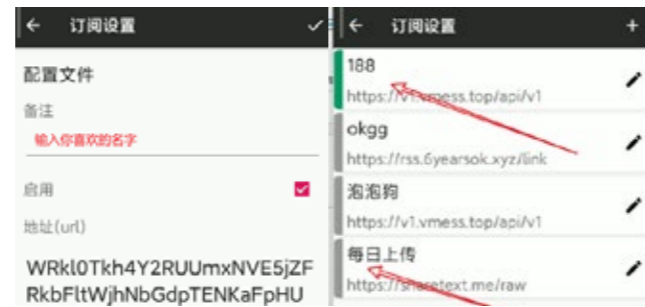 订阅设置
配置文件
备注
输入你喜欢的名字
启用
地址(url)
WRkl0Tkh4Y2RUUmxNVE5jZF
RkbFltWjhNbGdpTENKaFpHU
订阅设置
188
https://v1.vmess.top/api/v1
okgg
https://rss.6yearsok.xyz/link
泡泡狗
https://v1.vmess.top/api/v1
每日上传
https://sharetext.me/raw